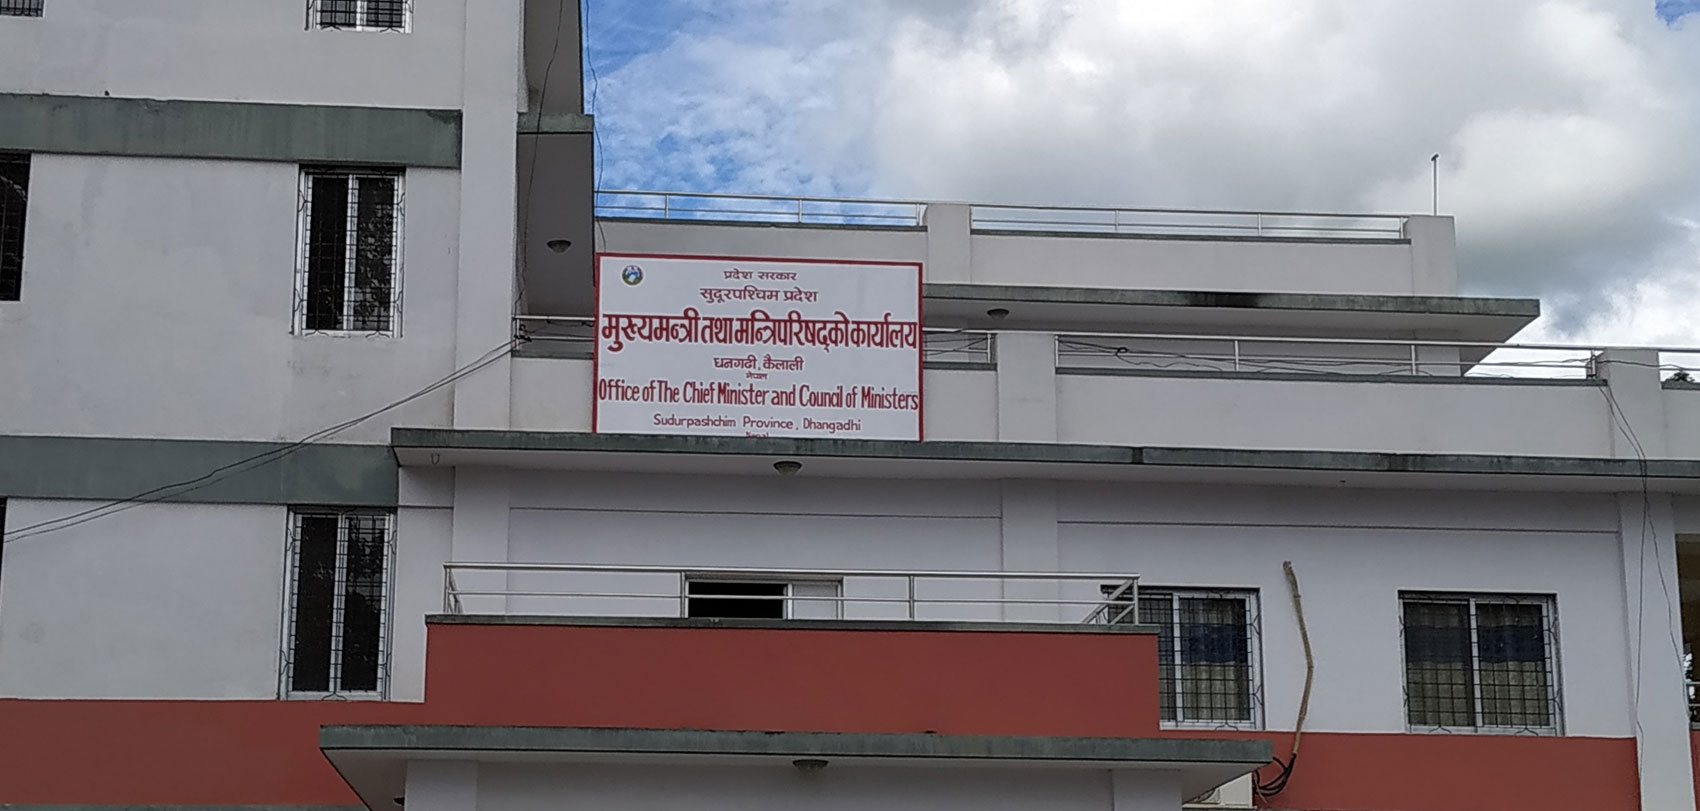 प्रदेश सरकार
सुदूरपश्चिम प्रदेश
मुख्यमन्त्री तथा मन्त्रिपरिषद्को कार्यालय
धनगढी, कैलाली
नेपाल
Office of The Chief Minister and Council of Ministers
Sudurpashchim Province, Dhangadhi
Nepal